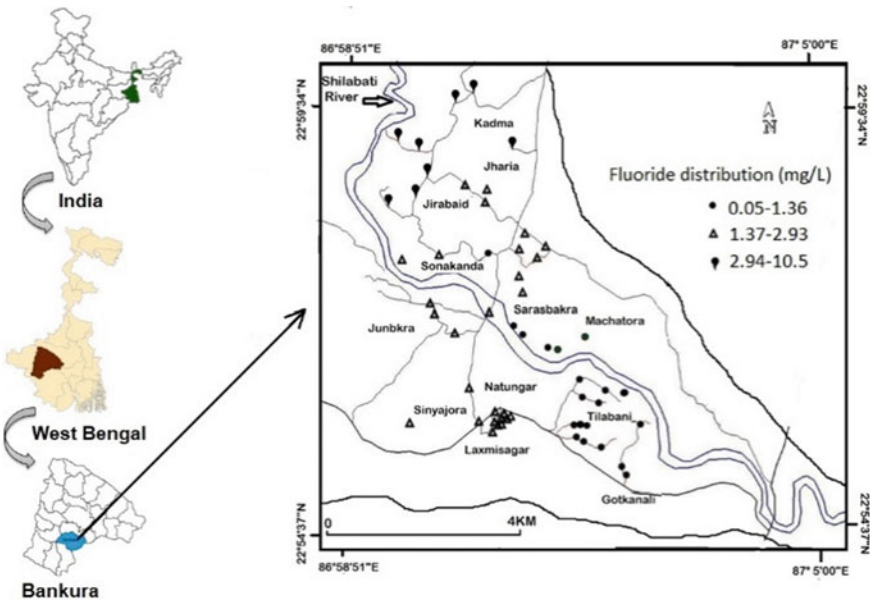 India
West Bengal
Bankura
86°58'51"E
87° 5'00"E
22°59'34"N
22°59'34"N
Shilabati
River
N
Kadma
Jharia
Jirabaid
Sonakanda
Sarasbakra
Machatora
Junbkra
Natungar
Sinyajora
Tilabani
Laxmisagar
Gotkanali
Fluoride distribution (mg/L)
0.05-1.36
1.37-2.93
2.94-10.5
0
4KM
22°54'37"N
22°54'37"N
86°58'51"E
87° 5'00"E